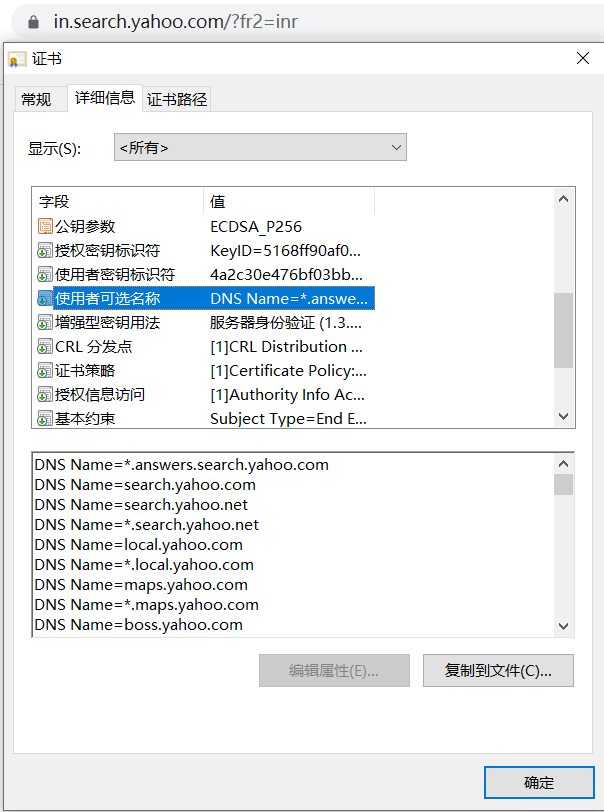 in.search.yahoo.com/?fr2=inr
证书
常规 详细信息 证书路径
显示(S): <所有>
字段 值
公钥参数 ECDSA_P256
授权密钥标识符 KeyID=5168ff90af0...
使用者密钥标识符 4a2c30e476bf03bb...
使用者可选名称 DNS Name=*.answe...
增强型密钥用法 服务器身份验证 (1.3....
CRL 分发点 [1]CRL Distribution ...
证书策略 [1]Certificate Policy:...
授权信息访问 [1]Authority Info Ac...
基本约束 Subject Type=End E...
DNS Name=*.answers.search.yahoo.com
DNS Name=search.yahoo.com
DNS Name=search.yahoo.net
DNS Name=*.search.yahoo.net
DNS Name=local.yahoo.com
DNS Name=*.local.yahoo.com
DNS Name=maps.yahoo.com
DNS Name=*.maps.yahoo.com
DNS Name=boss.yahoo.com
编辑属性(E)... 复制到文件(C)...
确定